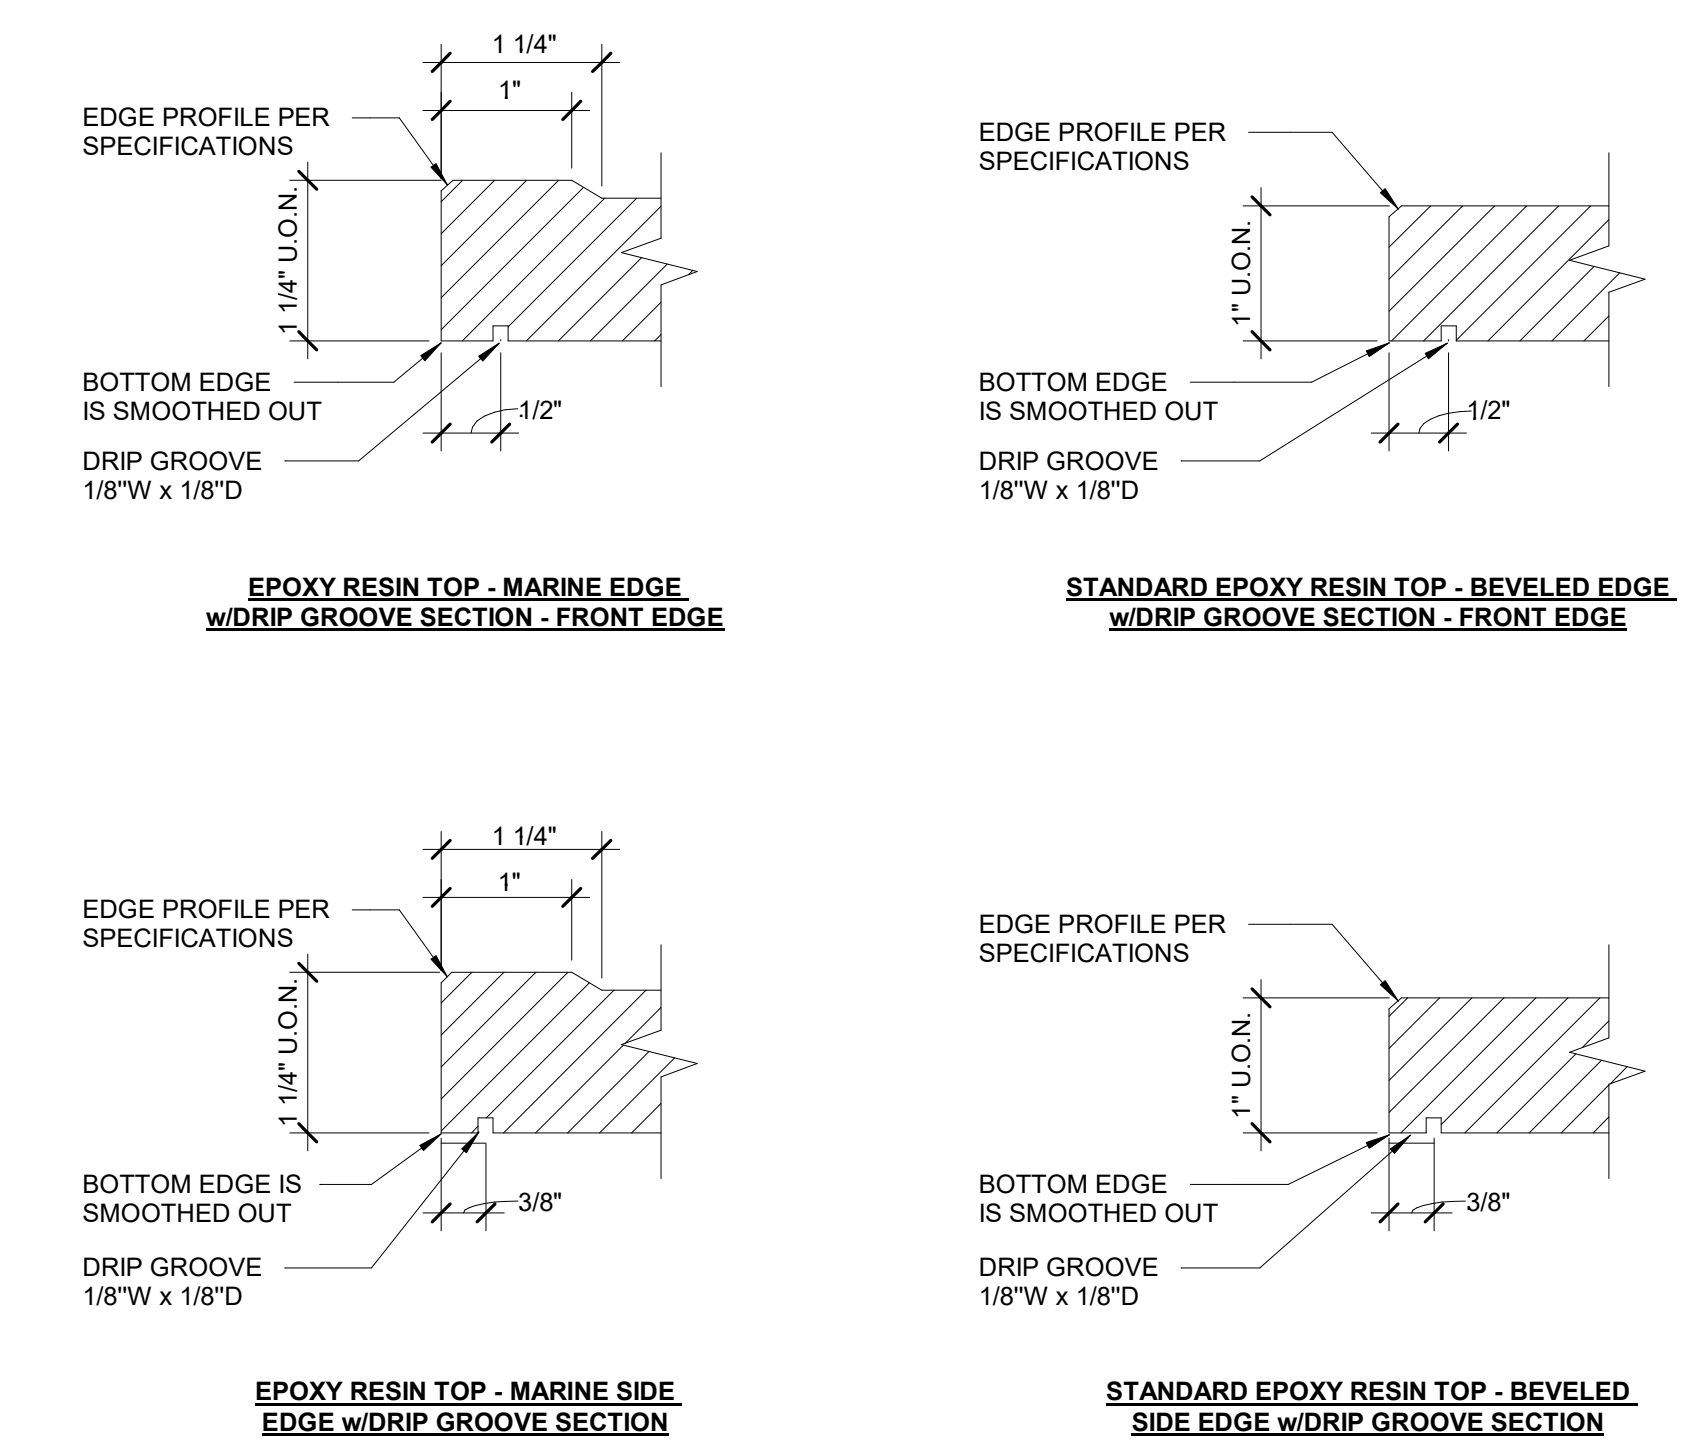 1 1/4"
1"
EDGE PROFILE PER
SPECIFICATIONS
1 1/4" U.O.N.
BOTTOM EDGE
IS SMOOTHED OUT
1/2"
DRIP GROOVE
1/8"W x 1/8"D
EPOXY RESIN TOP - MARINE EDGE
w/DRIP GROOVE SECTION - FRONT EDGE
EDGE PROFILE PER
SPECIFICATIONS
1" U.O.N.
BOTTOM EDGE
IS SMOOTHED OUT
1/2"
DRIP GROOVE
1/8"W x 1/8"D
STANDARD EPOXY RESIN TOP - BEVELED EDGE
w/DRIP GROOVE SECTION - FRONT EDGE
1 1/4"
1"
EDGE PROFILE PER
SPECIFICATIONS
1 1/4" U.O.N.
BOTTOM EDGE IS
SMOOTHED OUT
3/8"
DRIP GROOVE
1/8"W x 1/8"D
EPOXY RESIN TOP - MARINE SIDE
EDGE w/DRIP GROOVE SECTION
EDGE PROFILE PER
SPECIFICATIONS
1" U.O.N.
BOTTOM EDGE
IS SMOOTHED OUT
3/8"
DRIP GROOVE
1/8"W x 1/8"D
STANDARD EPOXY RESIN TOP - BEVELED
SIDE EDGE w/DRIP GROOVE SECTION